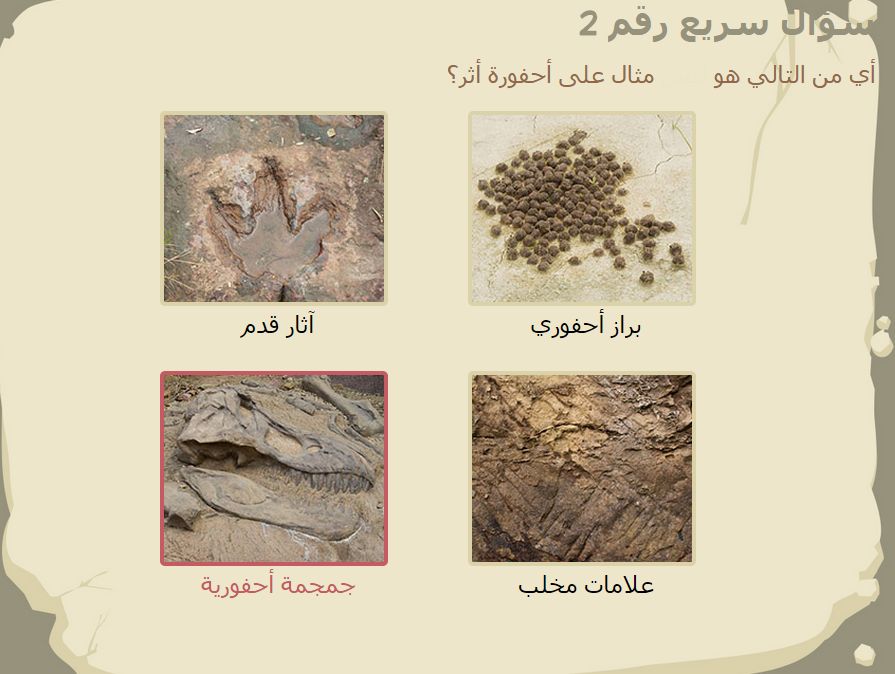 سؤال سريع رقم 2
أي من التالي هو ليس مثال على أحفورة أثر؟
براز أحفوري
آثار قدم
علامات مخلب
جمجمة أحفورية